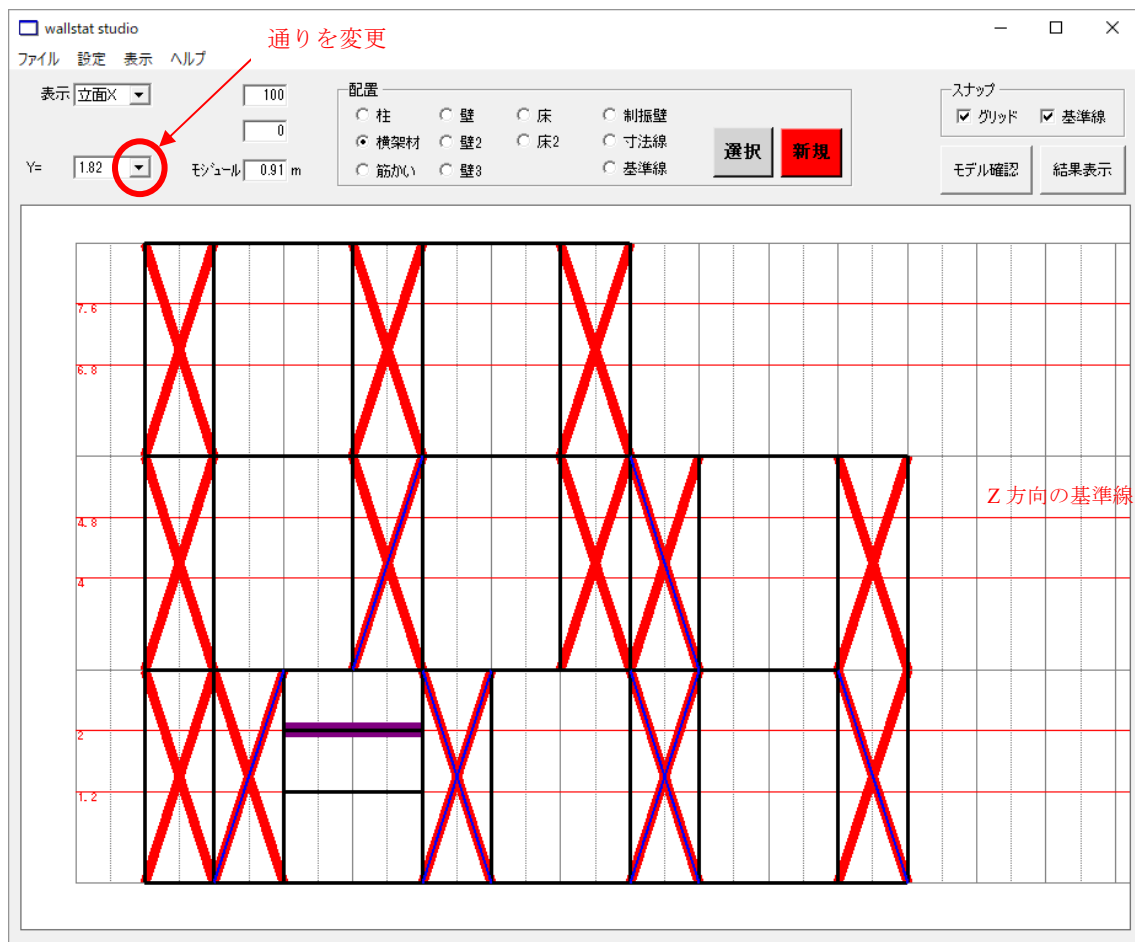 wallstat studio
通りを変更
ファイル 設定 表示 ヘルプ
表示 立面X
100
0
Y= 1.82
モジュール 0.91 m
配置
柱 壁 床 制振壁
横架材 壁2 床2 寸法線
筋かい 壁3 基準線
選択 新規
スナップ
グリッド 基準線
モデル確認 結果表示
7.6
6.8
Z 方向の基準線
4.8
4
2
1.2